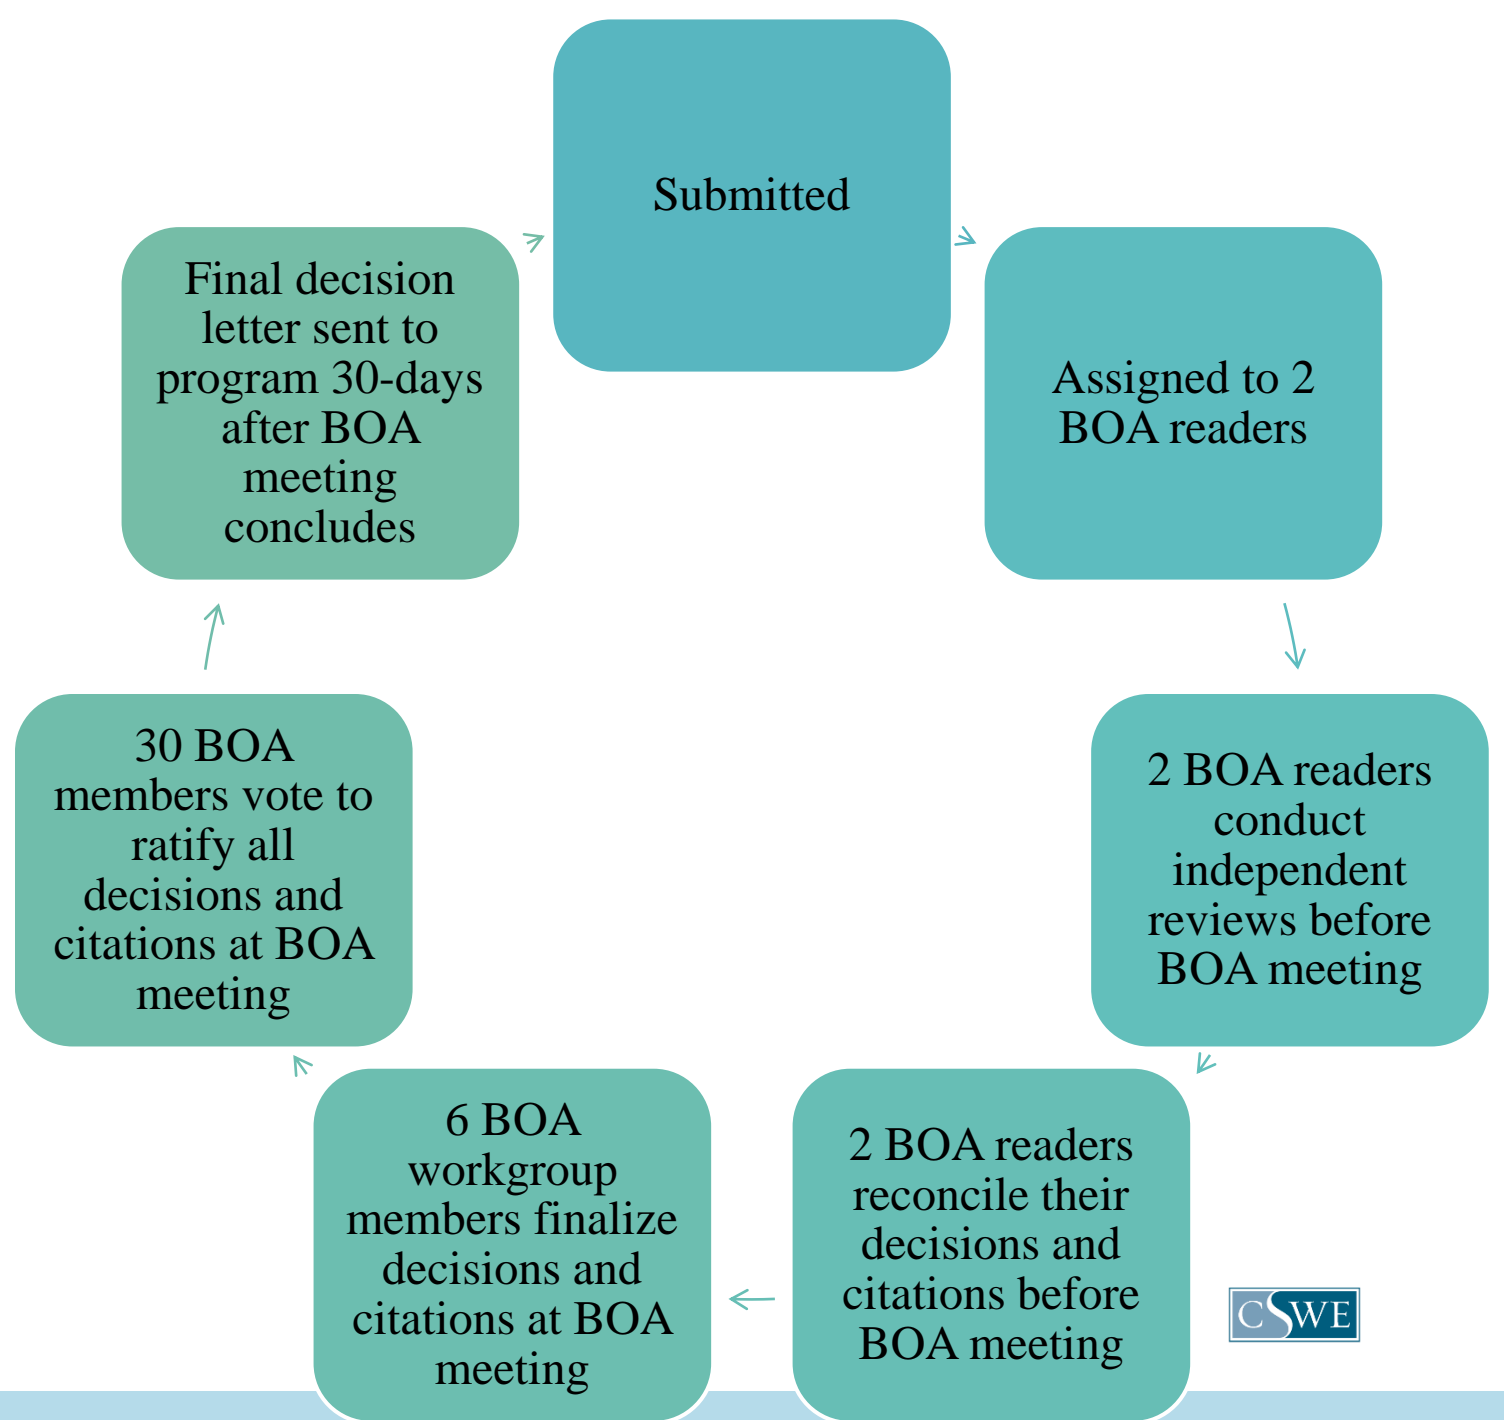 Submitted
Assigned to 2
BOA readers
2 BOA readers
conduct
independent
reviews before
BOA meeting
2 BOA readers
reconcile their
decisions and
citations before
BOA meeting
6 BOA
workgroup
members finalize
decisions and
citations at BOA
meeting
30 BOA
members vote to
ratify all
decisions and
citations at BOA
meeting
Final decision
letter sent to
program 30-days
after BOA
meeting
concludes
CSWE